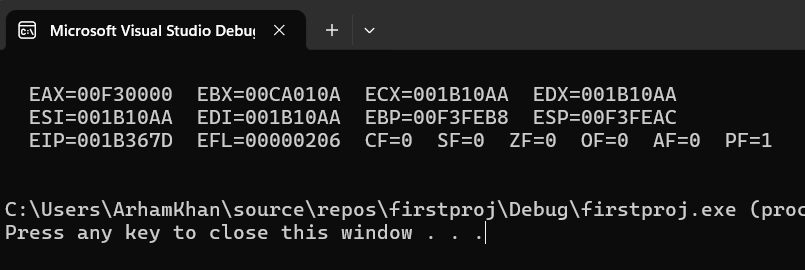 Microsoft Visual Studio Debu
EAX=00F30000  EBX=00CA010A  ECX=001B10AA  EDX=001B10AA
ESI=001B10AA  EDI=001B10AA  EBP=00F3FEB8  ESP=00F3FEAC
EIP=001B367D  EFL=00000206  CF=0  SF=0  ZF=0  OF=0  AF=0  PF=1
C:\Users\ArhamKhan\source\repos\firstproj\Debug\firstproj.exe (proc
Press any key to close this window . . .